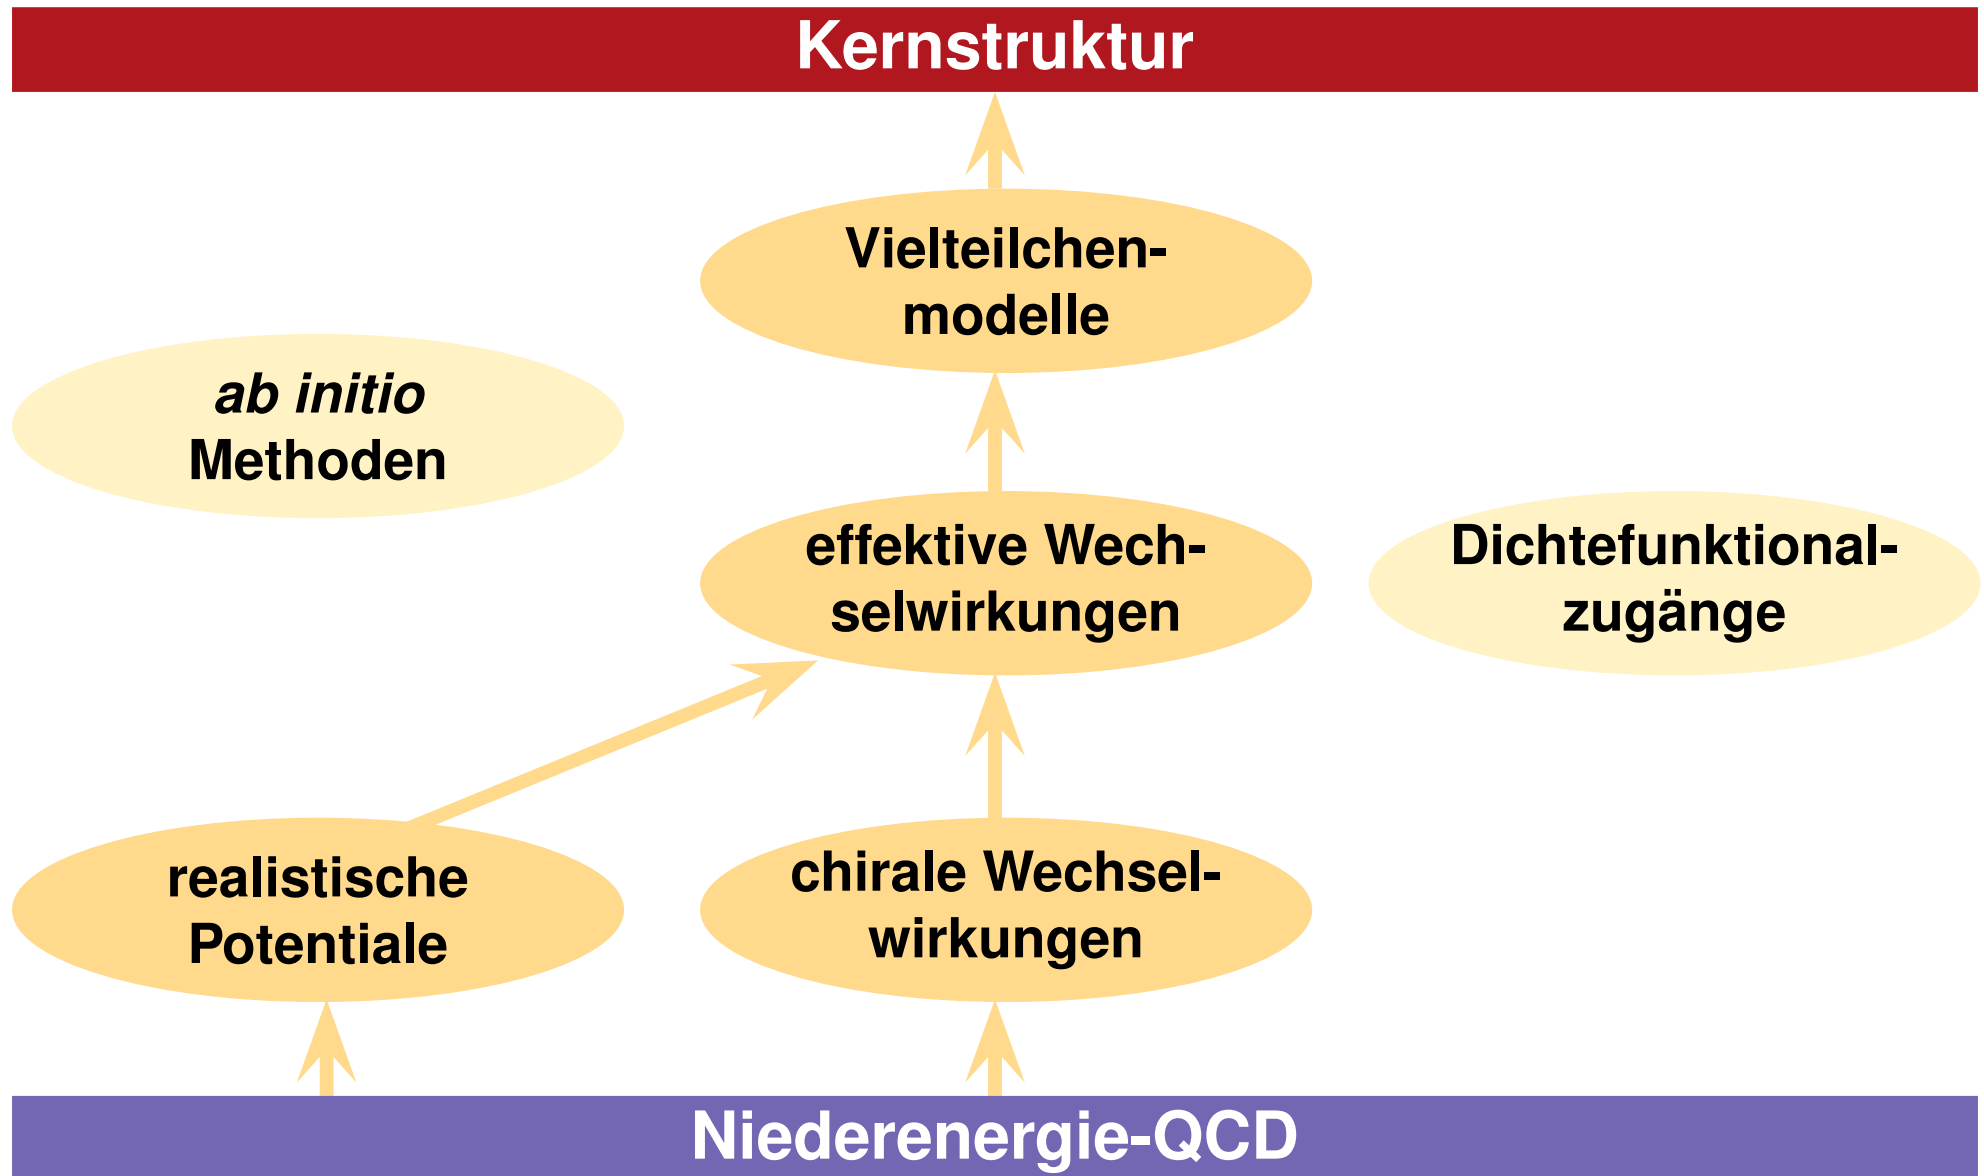 Kernstruktur
Vielteilchen-
modelle
ab initio
Methoden
effektive Wech-
selwirkungen
Dichtefunktional-
zugänge
realistische
Potentiale
chirale Wechsel-
wirkungen
Niederenergie-QCD